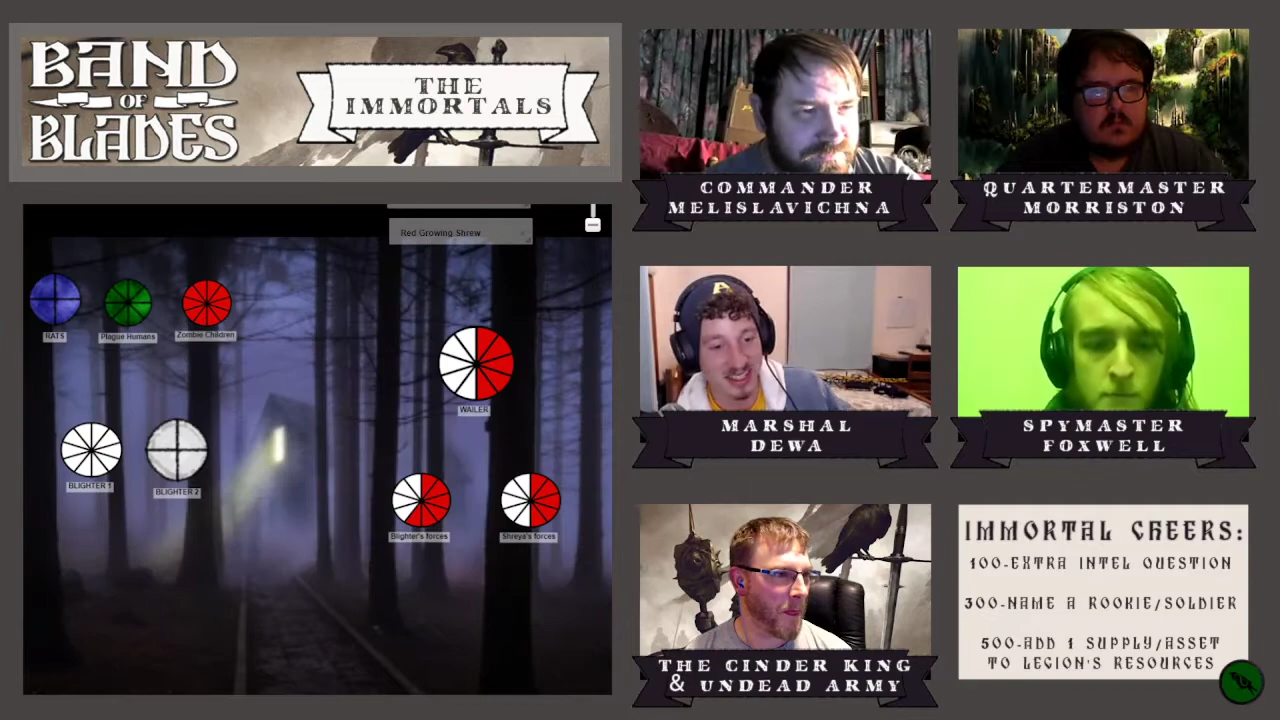 BAND
OF
BLADES
THE
IMMORTALS
Red Growing Shrew
RATS
Plague Humans
Zombie Children
WAILER
BLIGHTER 1
BLIGHTER 2
Blighter's forces
Shreya's forces
COMMANDER
MELISLAVICHNA
QUARTERMASTER
MORRISTON
A
MARSHAL
DEWA
SPYMASTER
FOXWELL
THE CINDER KING
& UNDEAD ARMY
IMMORTAL CHEERS:
100-EXTRA INTEL QUESTION
300-NAME A ROOKIE/SOLDIER
500-ADD 1 SUPPLY/ASSET
TO LEGION'S RESOURCES